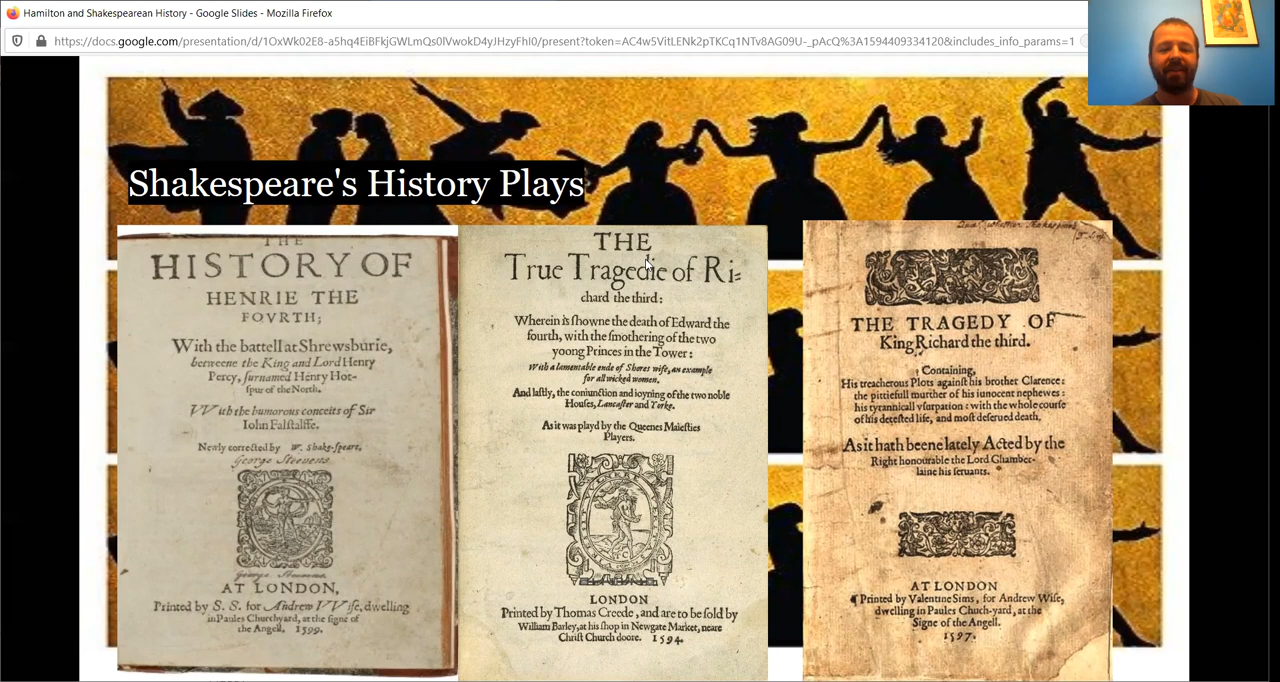 Hamilton and Shakespearean History - Google Slides - Mozilla Firefox
https://docs.google.com/presentation/d/1OxWk02E8-a5hq4EiBFkjGWLmQs0lVwokD4yJHzyFhI0/present?token=AC4w5VitLENk2pTKCq1NTv8AG09U-_pAcQ%3A1594409334120&includes_info_params=1
Shakespeare's History Plays
THE
HISTORY OF
HENRIE THE
FOVRTH;
With the battell at Shrewsburie,
betweene the King and Lord Henry
Percy, surnamed Henry Hot-
spur of the North.
VVith the humorous conceits of Sir
Iohn Falstalffe.
Newly corrected by W. Shake-speare.
George Steevens
George Steevens
AT LONDON,
Printed by S. S. for Andrew VVise, dwelling
in Paules Churchyard, at the signe of
the Angell. 1599.
THE
True Tragedie of Ri-
chard the third:
Wherein is showne the death of Edward the
fourth, with the smothering of the two
yoong Princes in the Tower:
With a lamentable ende of Shores wife, an example
for all wicked women.
And lastly, the coniunction and ioyning of the two noble
Houses, Lancaster and Yorke.
As it was playd by the Queenes Maiesties
Players.
LONDON
Printed by Thomas Creede, and are to be sold by
William Barley, at his shop in Newgate Market, neare
Christ Church doore. 1594.
THE TRAGEDY OF
King Richard the third.
Containing,
His treacherous Plots against his brother Clarence:
the pittiefull murther of his iunocent nephewes:
his tyrannicall vsurpation: with the whole course
of his detested life, and most deserued death.
As it hath beene lately Acted by the
Right honourable the Lord Chamber-
laine his seruants.
AT LONDON
Printed by Valentine Sims, for Andrew Wise,
dwelling in Paules Chuch-yard, at the
Signe of the Angell.
1597.